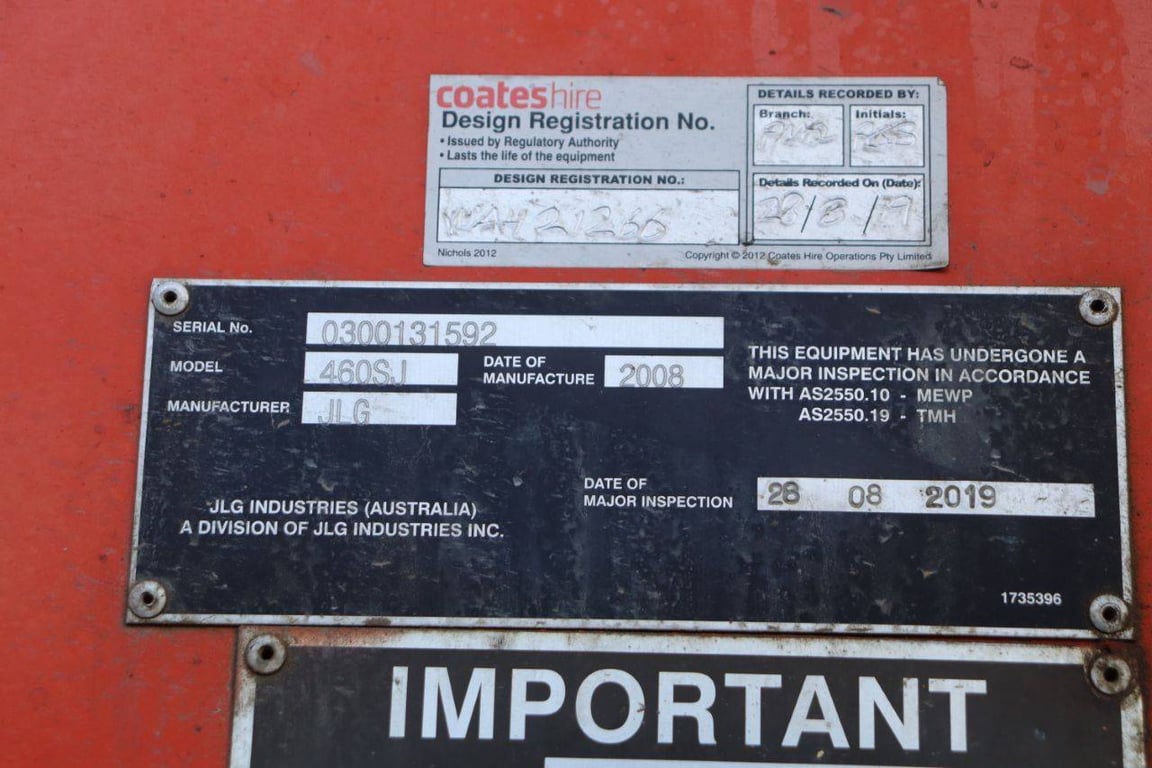 coateshire
Design Registration No.
• Issued by Regulatory Authority
• Lasts the life of the equipment
DESIGN REGISTRATION NO.:
Nichols 2012
DETAILS RECORDED BY:
Branch:
Initials:
Details Recorded On (Date):
28/8/19
Copyright © 2012 Coates Hire Operations Pty Limited
SERIAL No. 0300131592
MODEL 460SJ
DATE OF
MANUFACTURE 2008
MANUFACTURER JLG
THIS EQUIPMENT HAS UNDERGONE A
MAJOR INSPECTION IN ACCORDANCE
WITH AS2550.10 - MEWP
AS2550.19 - TMH
DATE OF
MAJOR INSPECTION 28 08 2019
JLG INDUSTRIES (AUSTRALIA)
A DIVISION OF JLG INDUSTRIES INC.
1735396
IMPORTANT